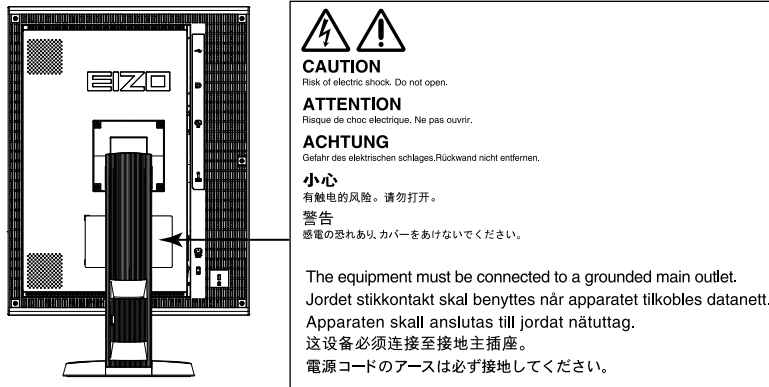 EIZO
CAUTION
Risk of electric shock. Do not open.
ATTENTION
Risque de choc electrique. Ne pas ouvrir.
ACHTUNG
Gefahr des elektrischen schlages.Rückwand nicht entfernen.
小心
有触电的风险。请勿打开。
警告
感電の恐れあり、カバーをあけないでください。
The equipment must be connected to a grounded main outlet.
Jordet stikkontakt skal benyttes når apparatet tilkobles datanett.
Apparaten skall anslutas till jordat nätuttag.
这设备必须连接至接地主插座。
電源コードのアースは必ず接地してください。